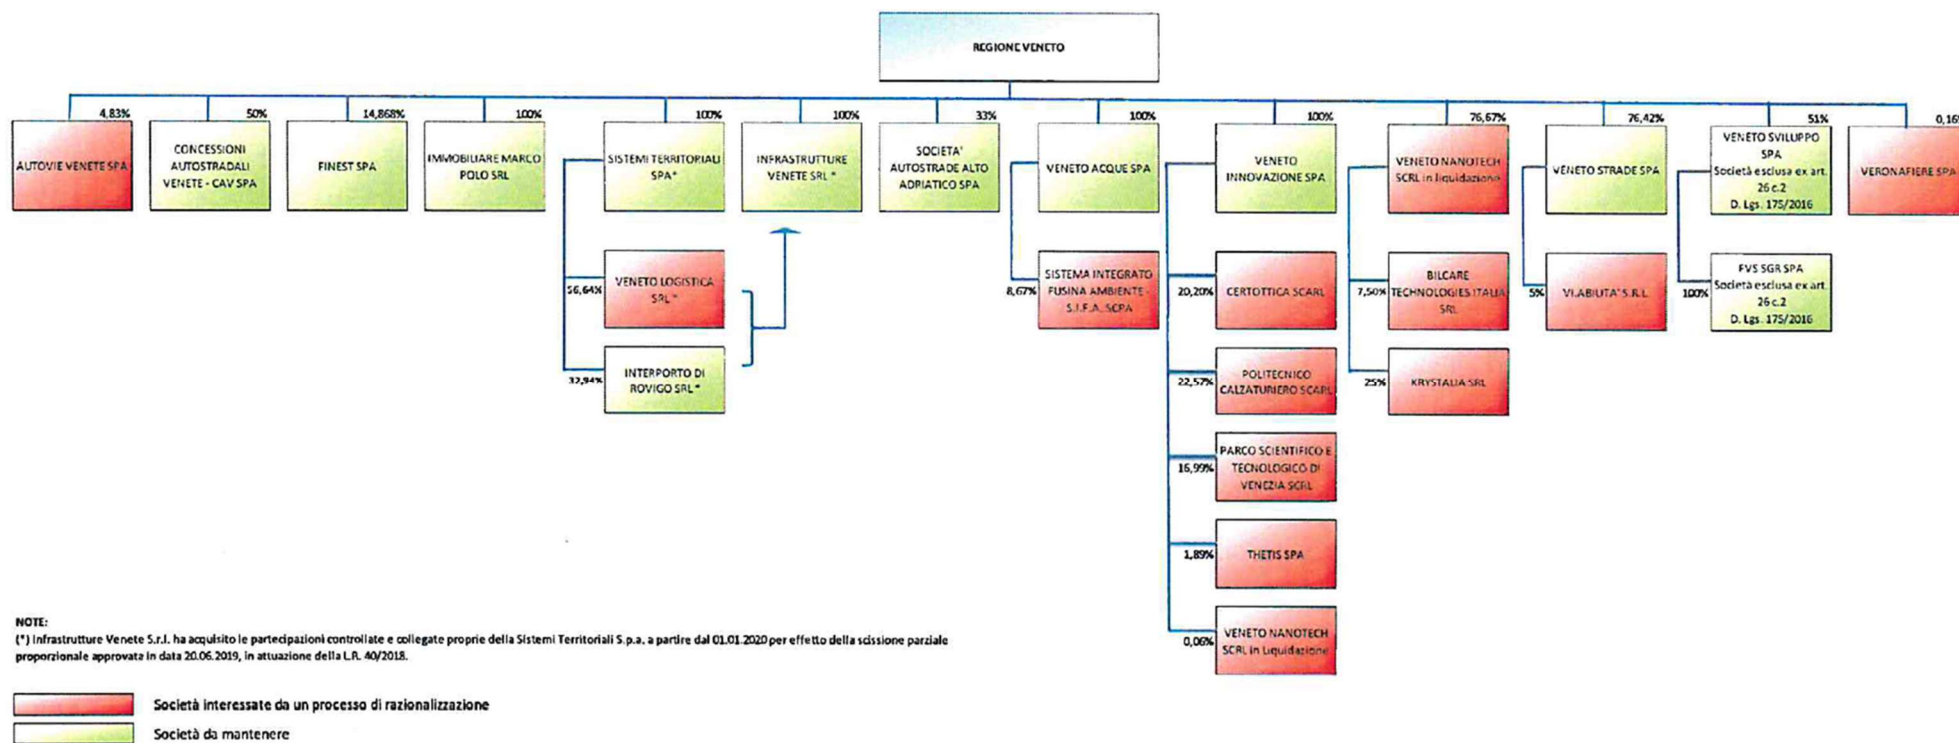 REGIONE VENETO
4,83%
AUTOVIE VENETE SPA
50%
CONCESSIONI
AUTOSTRADALI
VENETE - CAV SPA
14,868%
FINEST SPA
100%
IMMOBILIARE MARCO
POLO SRL
100%
SISTEMI TERRITORIALI
SPA*
100%
INFRASTRUTTURE
VENETE SRL *
33%
SOCIETA'
AUTOSTRADE ALTO
ADRIATICO SPA
100%
VENETO ACQUE SPA
100%
VENETO
INNOVAZIONE SPA
76,67%
VENETO NANOTECH
SCRL in liquidazione
76,42%
VENETO STRADE SPA
51%
VENETO SVILUPPO
SPA
Società esclusa ex art.
26 c.2
D. Lgs. 175/2016
0,16%
VERONAFIERE SPA
56,64%
VENETO LOGISTICA
SRL *
32,94%
INTERPORTO DI
ROVIGO SRL *
8,67%
SISTEMA INTEGRATO
FUSINA AMBIENTE -
S.I.F.A. SCPA
20,20%
CERTOTTICA SCARL
22,57%
POLITECNICO
CALZATURIERO SCARL
16,99%
PARCO SCIENTIFICO E
TECNOLOGICO DI
VENEZIA SCRL
1,89%
THETIS SPA
0,06%
VENETO NANOTECH
SCRL in Liquidazione
7,50%
BILCARE
TECHNOLOGIES ITALIA
SRL
25%
KRYSTALIA SRL
5%
VI.ABILITA' S.R.L.
100%
FVS SGR SPA
Società esclusa ex art.
26 c.2
D. Lgs. 175/2016
NOTE:
(*) Infrastrutture Venete S.r.l. ha acquisito le partecipazioni controllate e collegate proprie della Sistemi Territoriali S.p.a. a partire dal 01.01.2020 per effetto della scissione parziale
proporzionale approvata in data 20.06.2019, in attuazione della L.R. 40/2018.
Società interessate da un processo di razionalizzazione
Società da mantenere